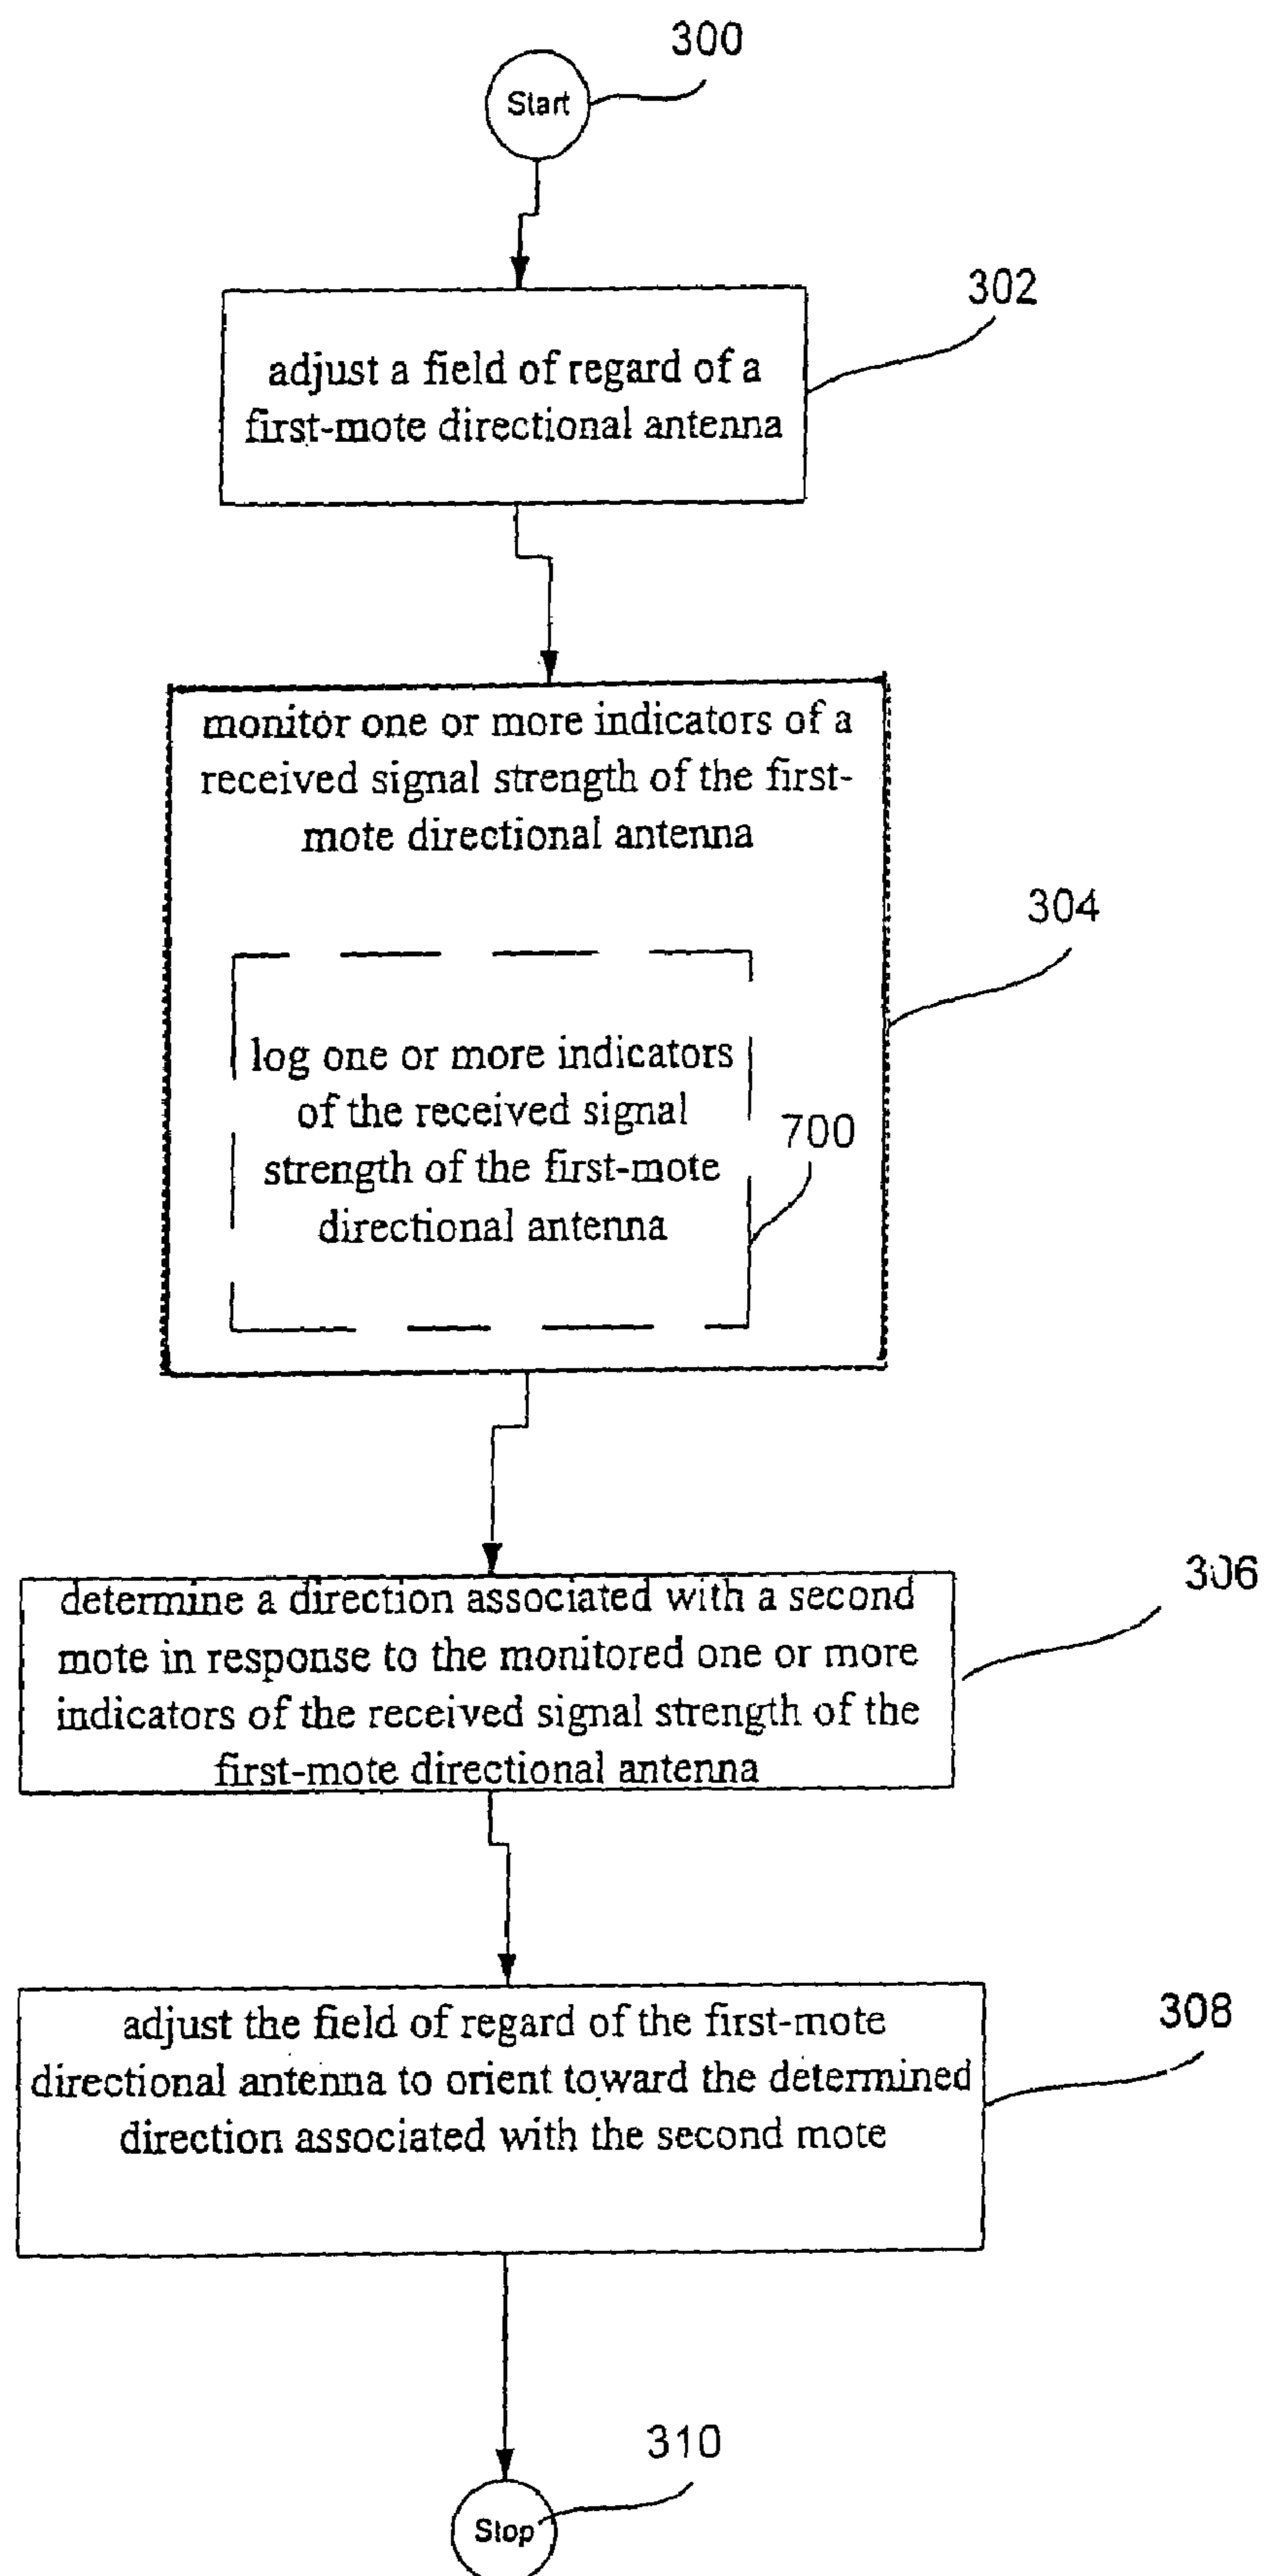 300
Start
302
adjust a field of regard of a
first-mote directional antenna
monitor one or more indicators of a
received signal strength of the first-
mote directional antenna
304
log one or more indicators
of the received signal
strength of the first-mote
directional antenna
700
306
determine a direction associated with a second
mote in response to the monitored one or more
indicators of the received signal strength of the
first-mote directional antenna
308
adjust the field of regard of the first-mote
directional antenna to orient toward the determined
direction associated with the second mote
310
Stop